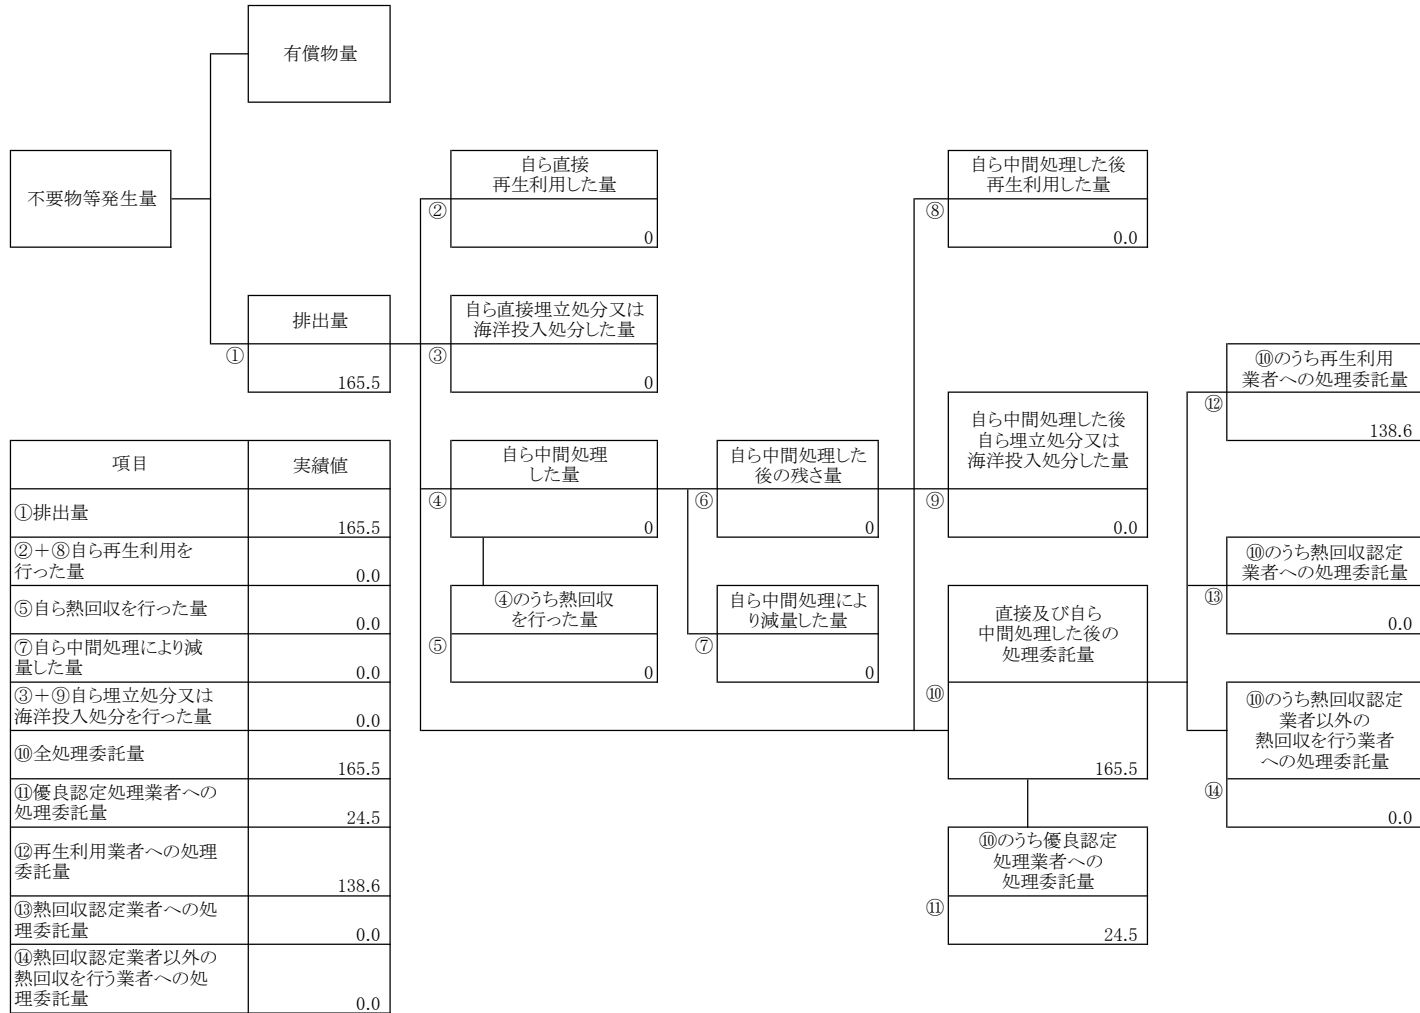 有償物量
不要物等発生量
自ら直接
再生利用した量
②
0
自ら中間処理した後
再生利用した量
⑧
0.0
排出量
①
165.5
自ら直接埋立処分又は
海洋投入処分した量
③
0
⑩のうち再生利用
業者への処理委託量
⑫
138.6
自ら中間処理
した量
④
0
自ら中間処理した
後の残さ量
⑥
0
自ら中間処理した後
自ら埋立処分又は
海洋投入処分した量
⑨
0.0
⑩のうち熱回収認定
業者への処理委託量
⑬
0.0
④のうち熱回収
を行った量
⑤
0
自ら中間処理によ
り減量した量
⑦
0
直接及び自ら
中間処理した後の
処理委託量
⑩
165.5
⑩のうち熱回収認定
業者以外の
熱回収を行う業者
への処理委託量
⑭
0.0
⑩のうち優良認定
処理業者への
処理委託量
⑪
24.5
項目
実績値
①排出量
165.5
②+⑧自ら再生利用を
行った量
0.0
⑤自ら熱回収を行った量
0.0
⑦自ら中間処理により減
量した量
0.0
③+⑨自ら埋立処分又は
海洋投入処分を行った量
0.0
⑩全処理委託量
165.5
⑪優良認定処理業者への
処理委託量
24.5
⑫再生利用業者への処理
委託量
138.6
⑬熱回収認定業者への処
理委託量
0.0
⑭熱回収認定業者以外の
熱回収を行う業者への処
理委託量
0.0